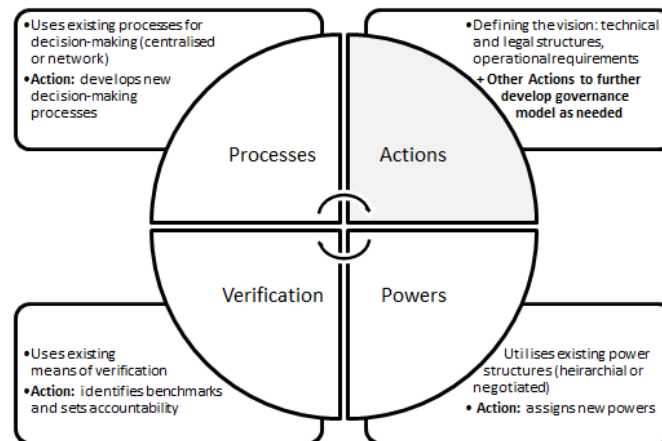 •Uses existing processes for
decision-making (centralised
or network)
•Action: develops new
decision-making
processes
•Defining the vision: technical
and legal structures,
operational requirements
+ Other Actions to further
develop governance
model as needed
Processes
Actions
Verification
Powers
•Uses existing
means of verification
•Action: identifies benchmarks
and sets accountability
Utilises existing power
structures (heirarchial or
negotiated)
• Action: assigns new powers